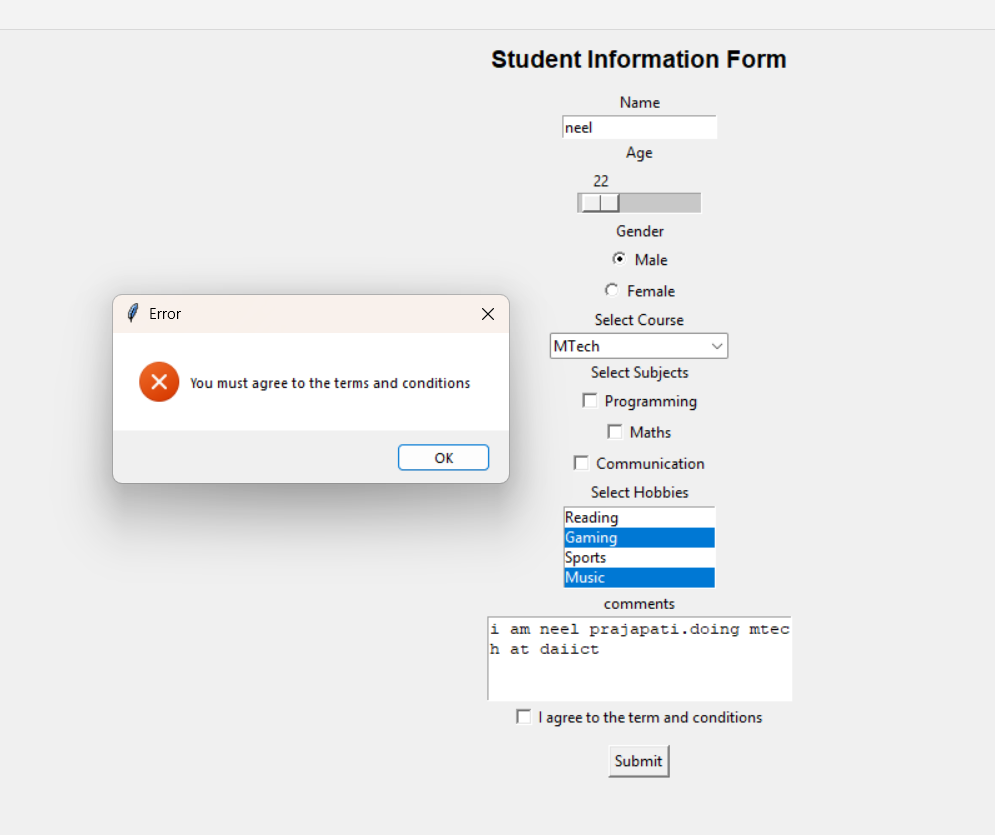 Student Information Form
Name
neel
Age
22
Gender
Male
Female
Select Course
MTech
Select Subjects
Programming
Maths
Communication
Select Hobbies
Reading
Gaming
Sports
Music
comments
i am neel prajapati.doing mtec
h at daiict
I agree to the term and conditions
Submit
Error
You must agree to the terms and conditions
OK